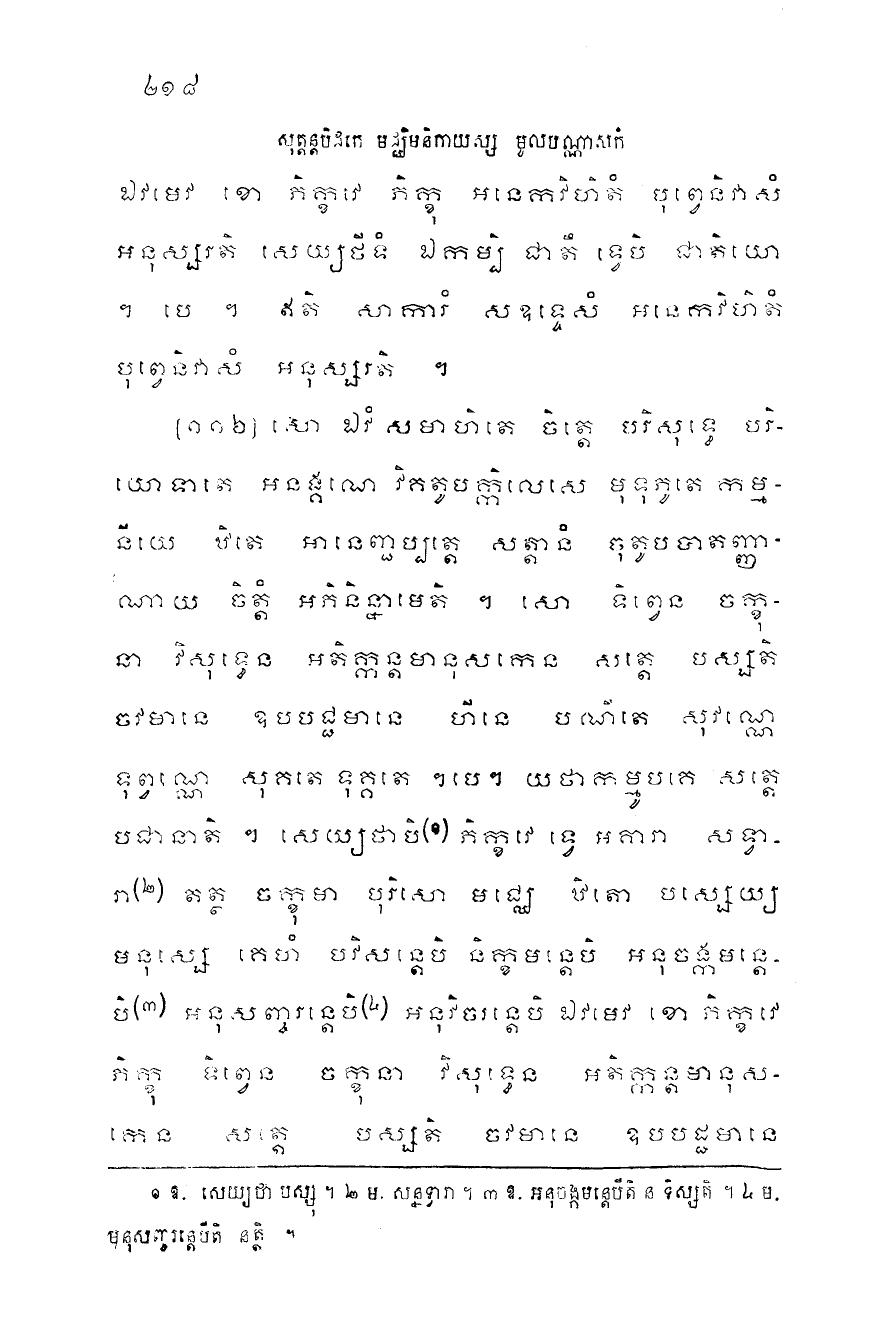 ២១៨
សុត្តន្តបិដកេ មជ្ឈិមនិកាយស្ស មូលបណ្ណាសកំ
ឯវមេវ ខោ ភិក្ខវេ ភិក្ខុ អនេកវិហិតំ បុព្វេនិវាសំ
អនុស្សរតិ សេយ្យថីទំ ឯកម្បិ ជាតឹ ទ្វេបិ ជាតិយោ
។ បេ ។ ឥតិ សាការំ សឧទ្ទេសំ អនេកវិហិតំ
បុព្វេនិវាសំ អនុស្សរតិ ។
[១១៦] សោ ឯវំ សមាហិតេ ចិត្តេ បរិសុទ្ធេ បរិ-
យោទាតេ អនង្គណេ វិគតូបក្កិលេសេ មុទុភូតេ កម្ម-
នីយេ ឋិតេ អានេញ្ជប្បត្តេ សត្តានំ ចុតូបបាតញ្ញា-
ណាយ ចិត្តំ អភិនិន្នាមេតិ ។ សោ ទិព្វេន ចក្ខុ-
នា វិសុទ្ធេន អតិក្កន្តមានុសកេន សត្តេ បស្សតិ
ចវមានេ ឧបបជ្ជមានេ ហីនេ បណីតេ សុវណ្ណេ
ទុព្វណ្ណេ សុគតេ ទុគ្គតេ ។បេ។ យថាកម្មូបគេ សត្តេ
បជានាតិ ។ សេយ្យថាបិ(១) ភិក្ខវេ ទ្វេ អគារា សទ្វា-
រា(២) តត្ថ ចក្ខុមា បុរិសោ មជ្ឈេ ឋិតោ បស្សេយ្យ
មនុស្សេ គេហំ បវិសន្តេបិ និក្ខមន្តេបិ អនុចង្កមន្តេ-
បិ(៣) អនុសញ្ចរន្តេបិ(៤) អនុវិចរន្តេបិ ឯវមេវ ខោ ភិក្ខវេ
ភិក្ខុ ទិព្វេន ចក្ខុនា វិសុទ្ធេន អតិក្កន្តមានុស-
កេន សត្តេ បស្សតិ ចវមានេ ឧបបជ្ជមានេ
១ ឱ. សេយ្យថា បស្សុ ។ ២ ម. សន្នទ្វារា ។ ៣ ឱ. អនុចង្កមន្តេបីតិ ន ទិស្សតិ ។ ៤ ម.
មុនុសញ្ចរន្តេបីតិ នត្ថិ ។